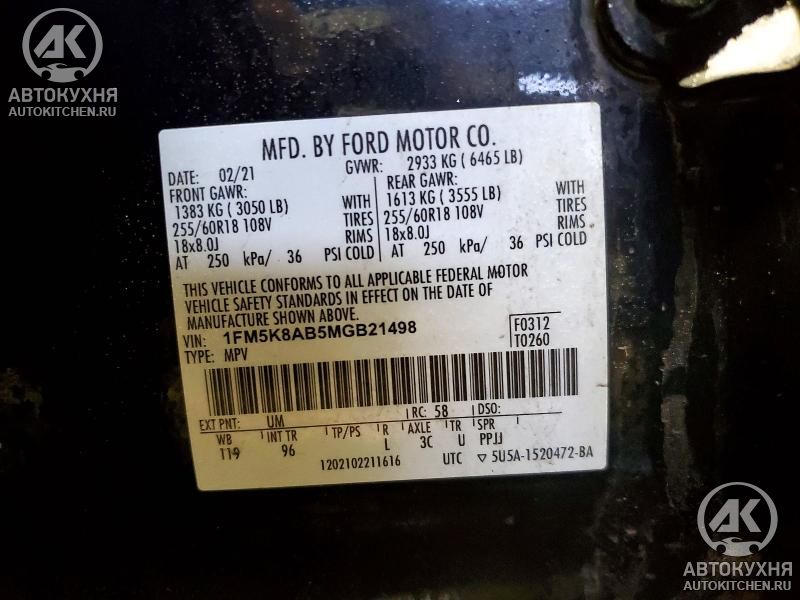 АВТОКУХНЯ
AUTOKITCHEN.RU
MFD. BY FORD MOTOR CO.
DATE: 02/21 GVWR: 2933 KG ( 6465 LB)
FRONT GAWR: REAR GAWR:
1383 KG ( 3050 LB) WITH 1613 KG ( 3555 LB) WITH
255/60R18 108V TIRES 255/60R18 108V TIRES
18x8.0J RIMS 18x8.0J RIMS
AT 250 kPa/ 36 PSI COLD AT 250 kPa/ 36 PSI COLD
THIS VEHICLE CONFORMS TO ALL APPLICABLE FEDERAL MOTOR
VEHICLE SAFETY STANDARDS IN EFFECT ON THE DATE OF
MANUFACTURE SHOWN ABOVE.
VIN: 1FM5K8AB5MGB21498 F0312
TYPE: MPV T0260
EXT PNT: UM RC: 58 DSO:
WB INT TR TP/PS R AXLE TR SPR
119 96 L 3C U PPJJ
1202102211616 UTC ▽ 5U5A-1520472-BA
АВТОКУХНЯ
AUTOKITCHEN.RU